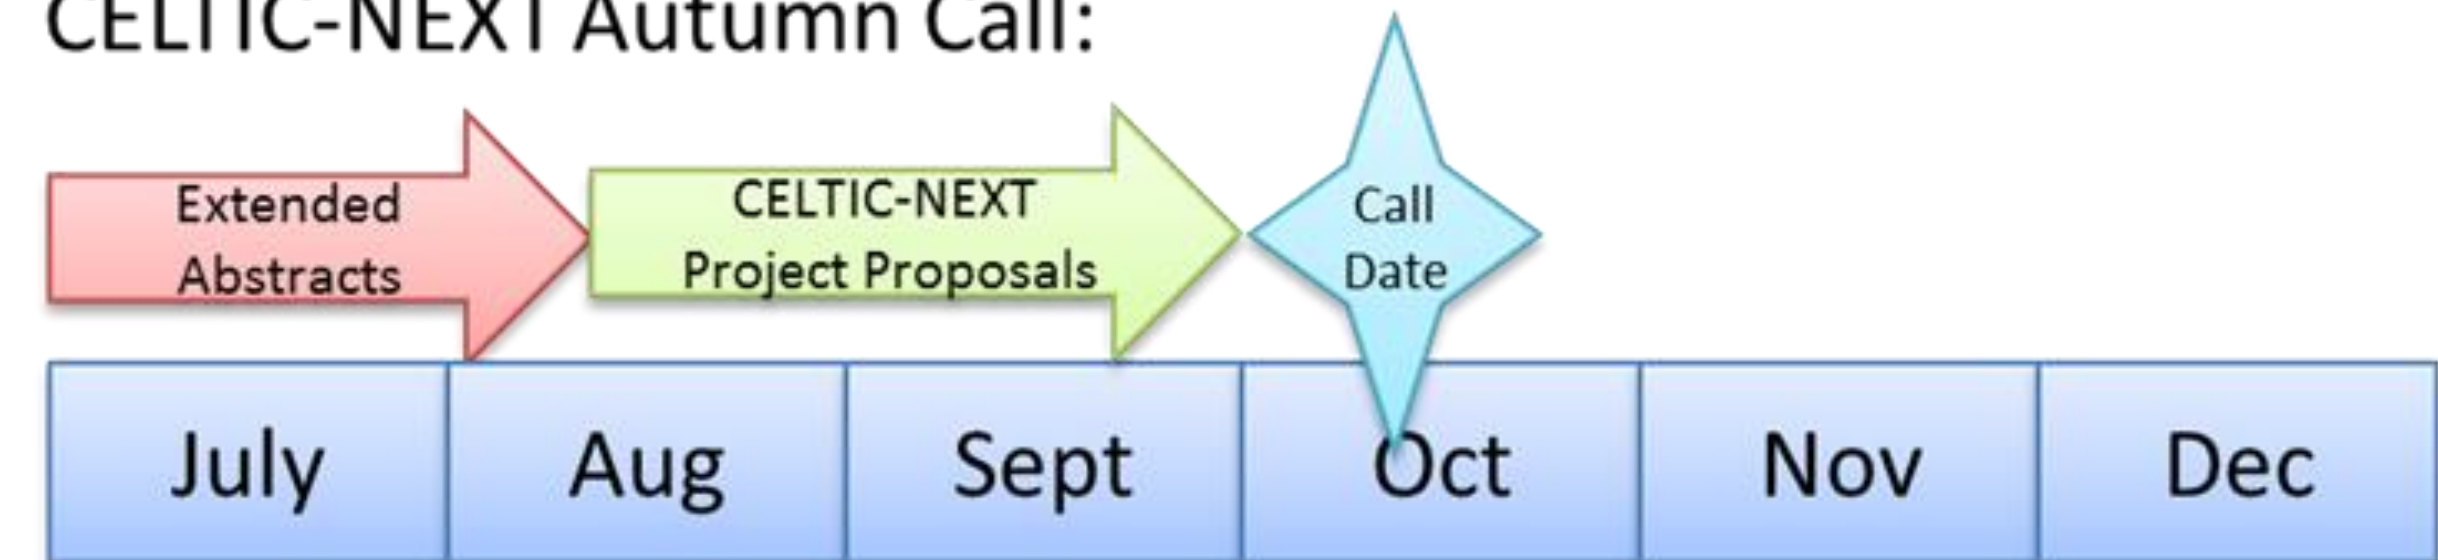 CELTIC-NEXT Autumn Call:
Extended
Abstracts
CELTIC-NEXT
Project Proposals
Call
Date
July Aug Sept Oct Nov Dec